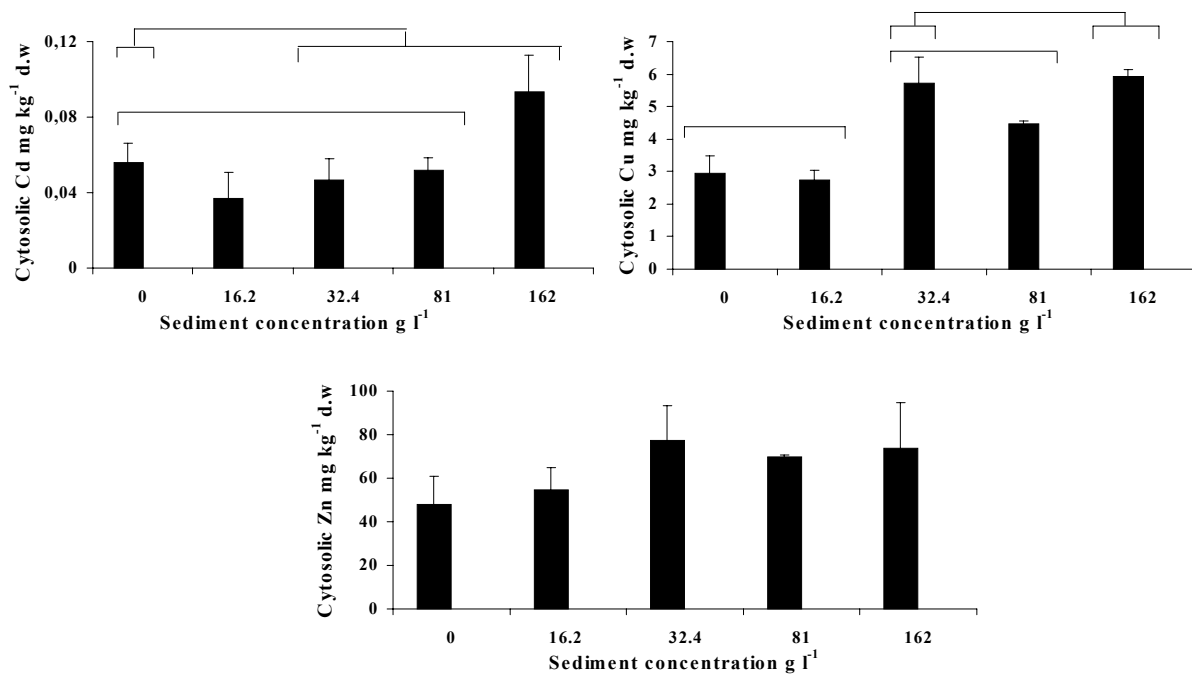 Cytosolic Cd mg kg⁻¹ d.w
0,12
0,08
0,04
0
0 16.2 32.4 81 162
Sediment concentration g l⁻¹
Cytosolic Cu mg kg⁻¹ d.w
7
6
5
4
3
2
1
0
0 16.2 32.4 81 162
Sediment concentration g l⁻¹
Cytosolic Zn mg kg⁻¹ d.w
100
80
60
40
20
0
0 16.2 32.4 81 162
Sediment concentration g l⁻¹